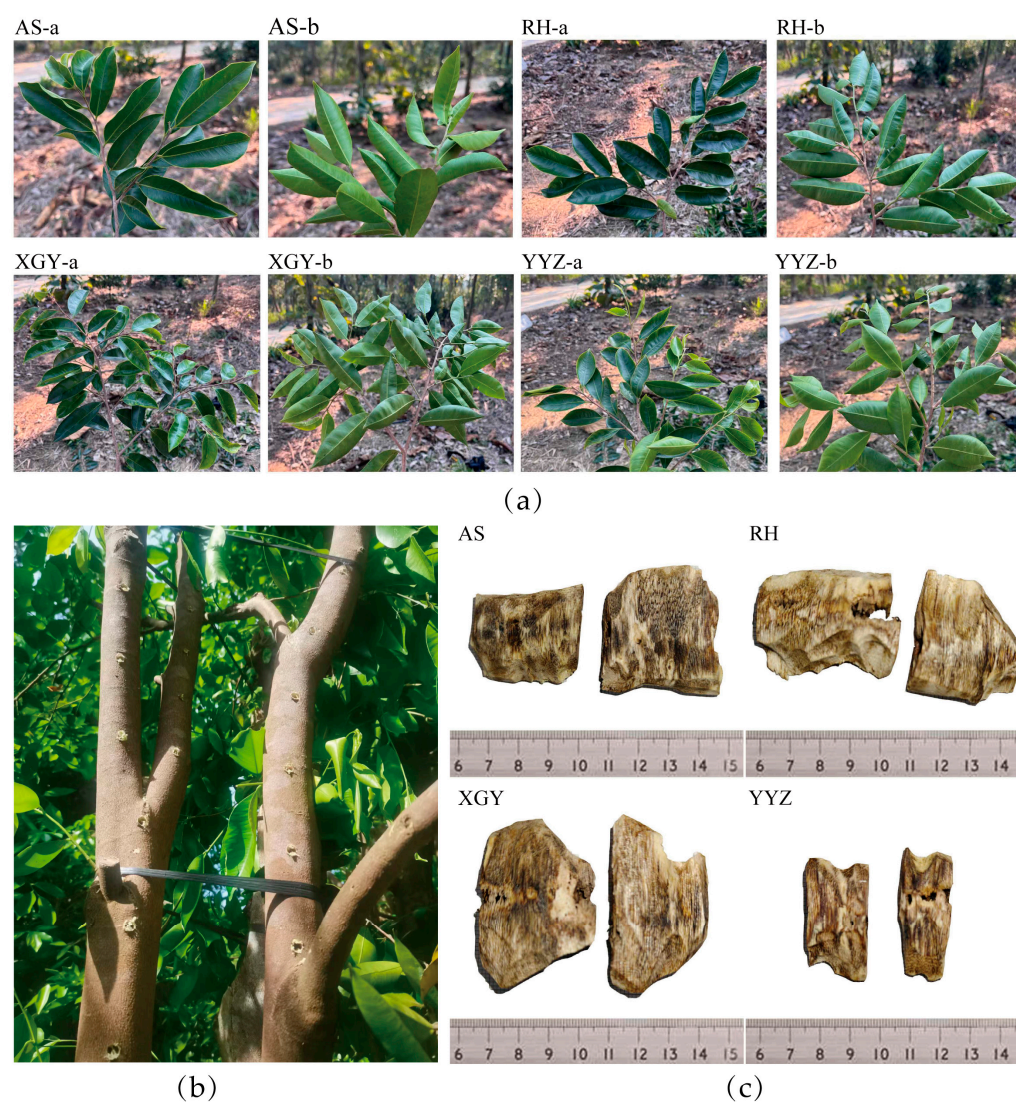 AS-a AS-b RH-a RH-b
XGY-a XGY-b YYZ-a YYZ-b
(a)
AS RH
6 7 8 9 10 11 12 13 14 15 6 7 8 9 10 11 12 13 14
XGY YYZ
6 7 8 9 10 11 12 13 14 15 6 7 8 9 10 11 12 13 14
(b) (c)